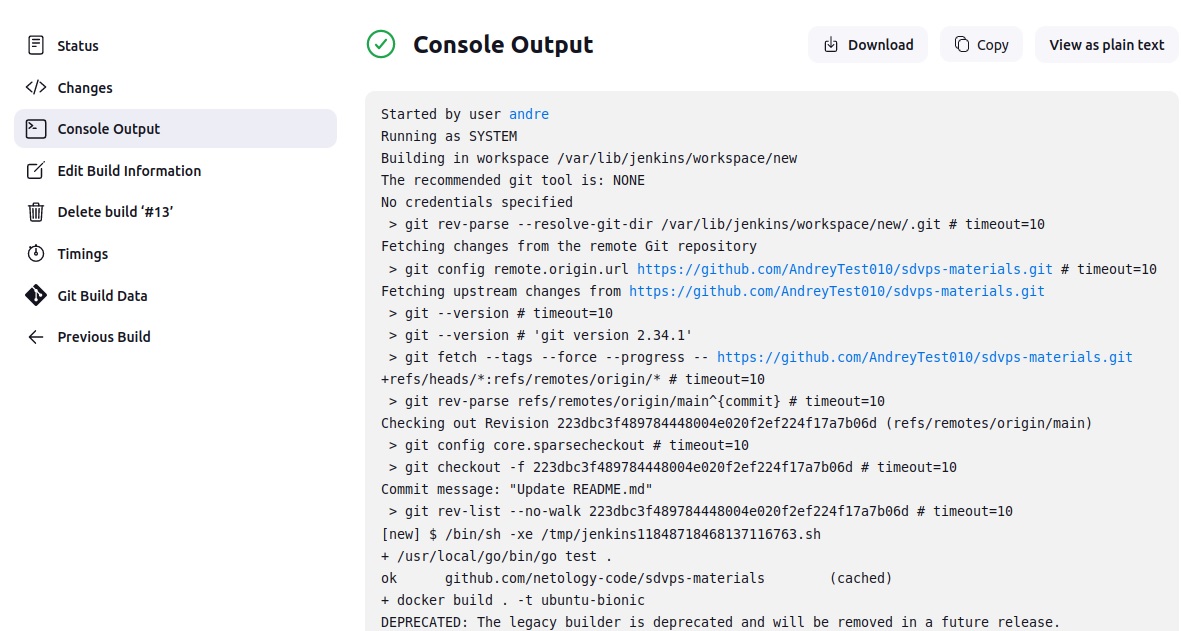 Status
Changes
Console Output
Edit Build Information
Delete build ‘#13’
Timings
Git Build Data
Previous Build
Console Output
Download
Copy
View as plain text
Started by user andre
Running as SYSTEM
Building in workspace /var/lib/jenkins/workspace/new
The recommended git tool is: NONE
No credentials specified
 > git rev-parse --resolve-git-dir /var/lib/jenkins/workspace/new/.git # timeout=10
Fetching changes from the remote Git repository
 > git config remote.origin.url https://github.com/AndreyTest010/sdvps-materials.git # timeout=10
Fetching upstream changes from https://github.com/AndreyTest010/sdvps-materials.git
 > git --version # timeout=10
 > git --version # 'git version 2.34.1'
 > git fetch --tags --force --progress -- https://github.com/AndreyTest010/sdvps-materials.git
+refs/heads/*:refs/remotes/origin/* # timeout=10
 > git rev-parse refs/remotes/origin/main^{commit} # timeout=10
Checking out Revision 223dbc3f489784448004e020f2ef224f17a7b06d (refs/remotes/origin/main)
 > git config core.sparsecheckout # timeout=10
 > git checkout -f 223dbc3f489784448004e020f2ef224f17a7b06d # timeout=10
Commit message: "Update README.md"
 > git rev-list --no-walk 223dbc3f489784448004e020f2ef224f17a7b06d # timeout=10
[new] $ /bin/sh -xe /tmp/jenkins11848718468137116763.sh
+ /usr/local/go/bin/go test .
ok      github.com/netology-code/sdvps-materials        (cached)
+ docker build . -t ubuntu-bionic
DEPRECATED: The legacy builder is deprecated and will be removed in a future release.